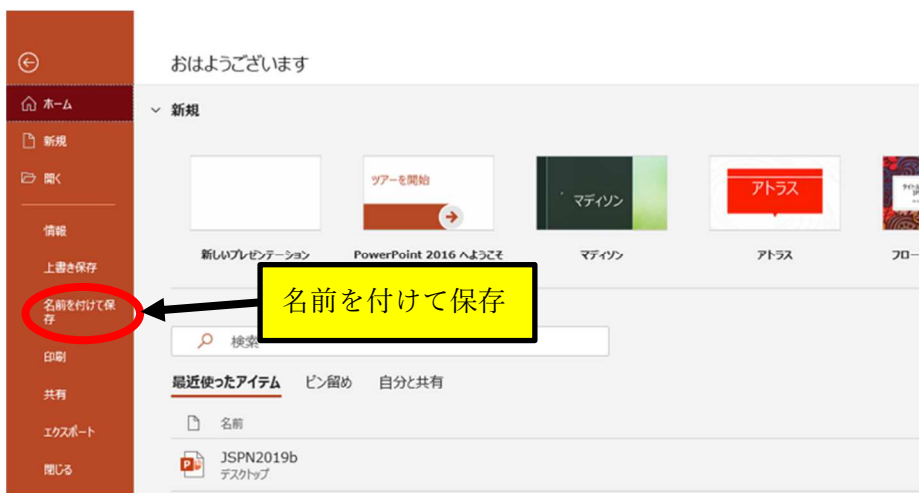 おはようございます
ホーム
新規
開く
情報
上書き保存
名前を付けて保
存
印刷
共有
エクスポート
閉じる
新規
ツアーを開始
マディソン
アトラス
新しいプレゼンテーション
PowerPoint 2016 へようこそ
マディソン
アトラス
フロー
名前を付けて保存
検索
最近使ったアイテム ピン留め 自分と共有
名前
JSPN2019b
デスクトップ